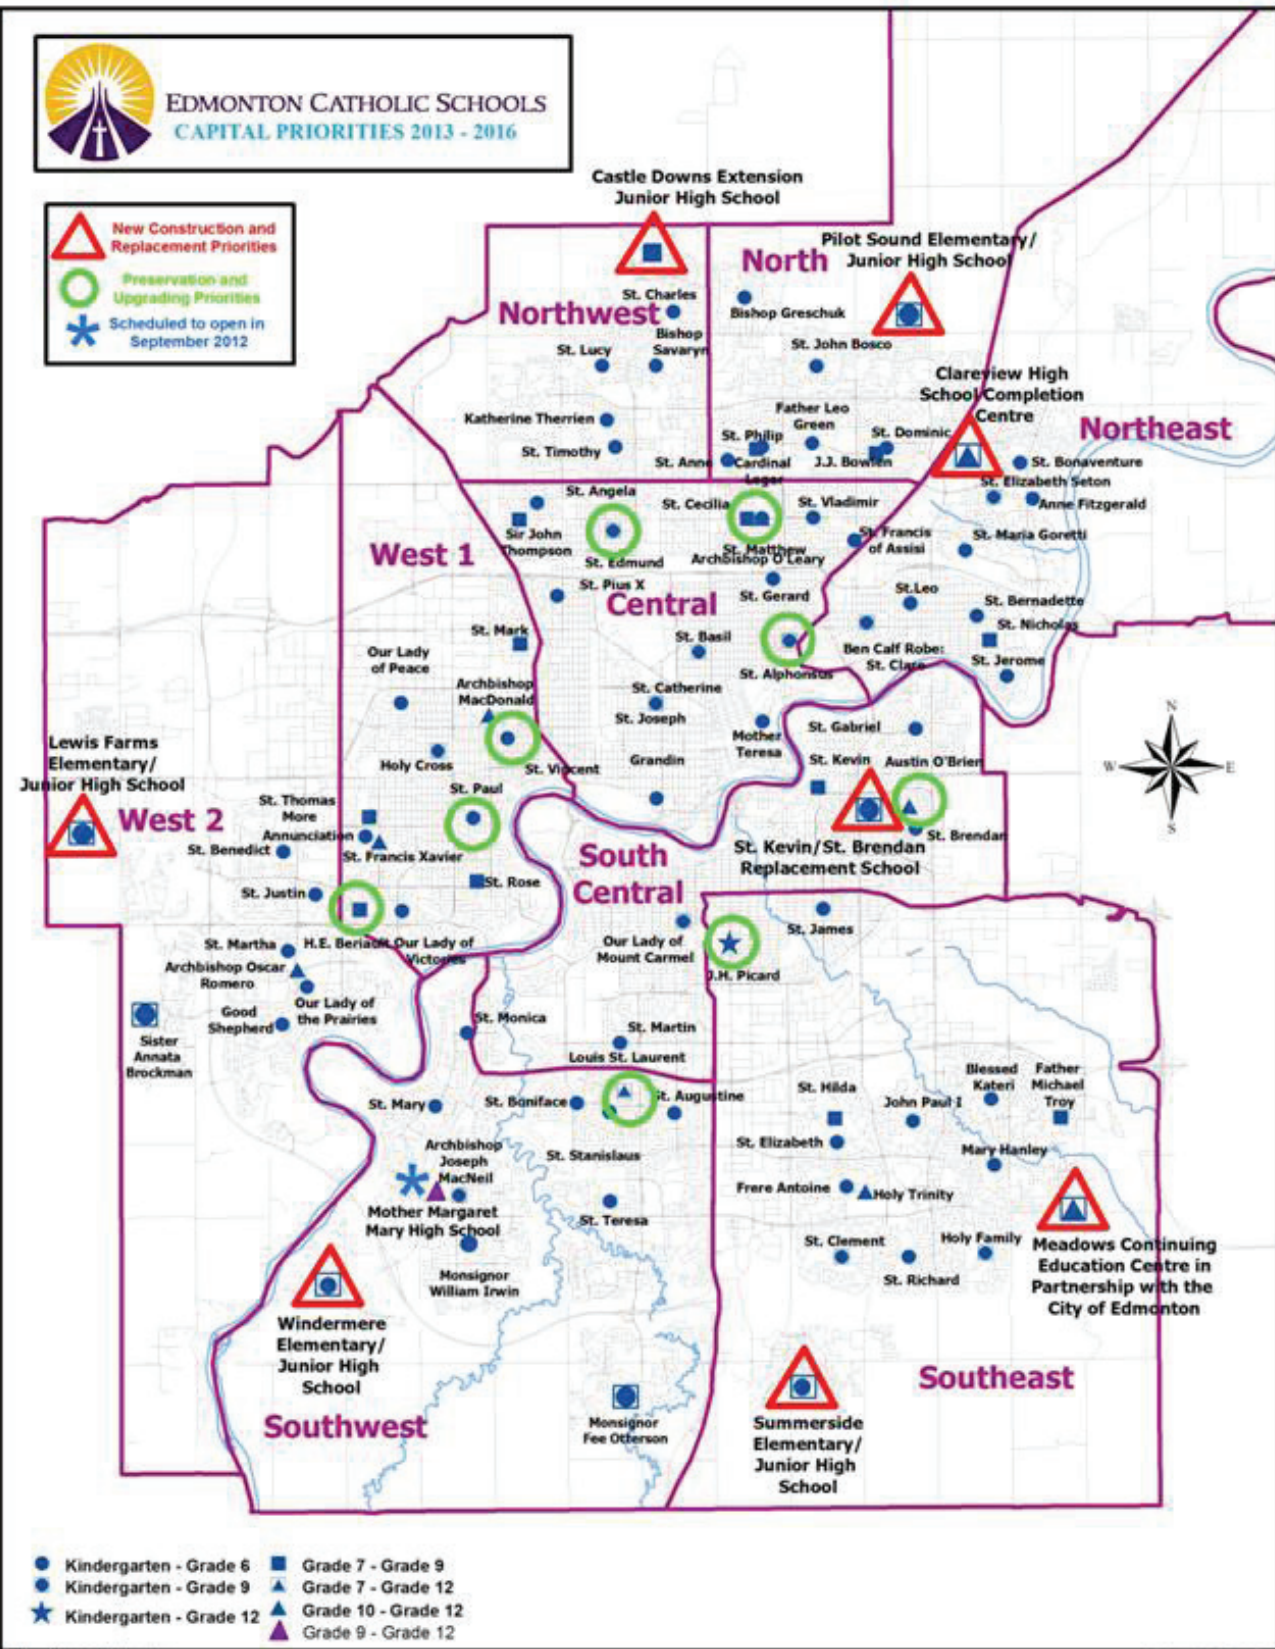 EDMONTON CATHOLIC SCHOOLS
CAPITAL PRIORITIES 2013 - 2016
New Construction and
Replacement Priorities
Preservation and
Upgrading Priorities
Scheduled to open in
September 2012
Castle Downs Extension
Junior High School
North
Pilot Sound Elementary/
Junior High School
Northwest
St. Charles
Bishop
Savaryn
St. Lucy
Bishop Greschuk
St. John Bosco
Clareview High
School Completion
Centre
Northeast
Katherine Therrien
St. Timothy
Father Leo
Green
St. Philip
St. Anne
Cardinal
Leger
J.J. Bowlen
St. Dominic
St. Bonaventure
St. Elizabeth Seton
Anne Fitzgerald
St. Angela
St. Cecilia
St. Vladimir
Sir John
Thompson
St. Edmund
St. Matthew
Archbishop O'Leary
St. Francis
of Assisi
St. Maria Goretti
West 1
St. Pius X
Central
St. Gerard
St.Leo
St. Bernadette
St. Nicholas
St. Mark
St. Basil
Ben Calf Robe:
St. Clare
St. Jerome
Our Lady
of Peace
St. Alphonsus
Archbishop
MacDonald
St. Catherine
St. Joseph
Mother
Teresa
St. Gabriel
Lewis Farms
Elementary/
Junior High School
Holy Cross
St. Vincent
Grandin
St. Kevin
Austin O'Brien
N
W
E
S
West 2
St. Thomas
More
St. Paul
Annunciation
St. Benedict
St. Francis Xavier
St. Brendan
St. Kevin/St. Brendan
Replacement School
South
Central
St. Justin
St. Rose
St. Martha
H.E. Beriault
Our Lady of
Victories
Our Lady of
Mount Carmel
J.H. Picard
St. James
Archbishop Oscar
Romero
Our Lady of
the Prairies
Good
Shepherd
Sister
Annata
Brockman
St. Monica
St. Martin
Louis St. Laurent
St. Mary
St. Boniface
St. Augustine
St. Hilda
Blessed
Kateri
Father
Michael
Troy
John Paul I
Archbishop
Joseph
MacNeil
St. Stanislaus
St. Elizabeth
Mary Hanley
Mother Margaret
Mary High School
St. Teresa
Frere Antoine
Holy Trinity
St. Clement
Holy Family
St. Richard
Meadows Continuing
Education Centre in
Partnership with the
City of Edmonton
Monsignor
William Irwin
Windermere
Elementary/
Junior High
School
Southwest
Southeast
Monsignor
Fee Otterson
Summerside
Elementary/
Junior High
School
Kindergarten - Grade 6
Kindergarten - Grade 9
Kindergarten - Grade 12
Grade 7 - Grade 9
Grade 7 - Grade 12
Grade 10 - Grade 12
Grade 9 - Grade 12